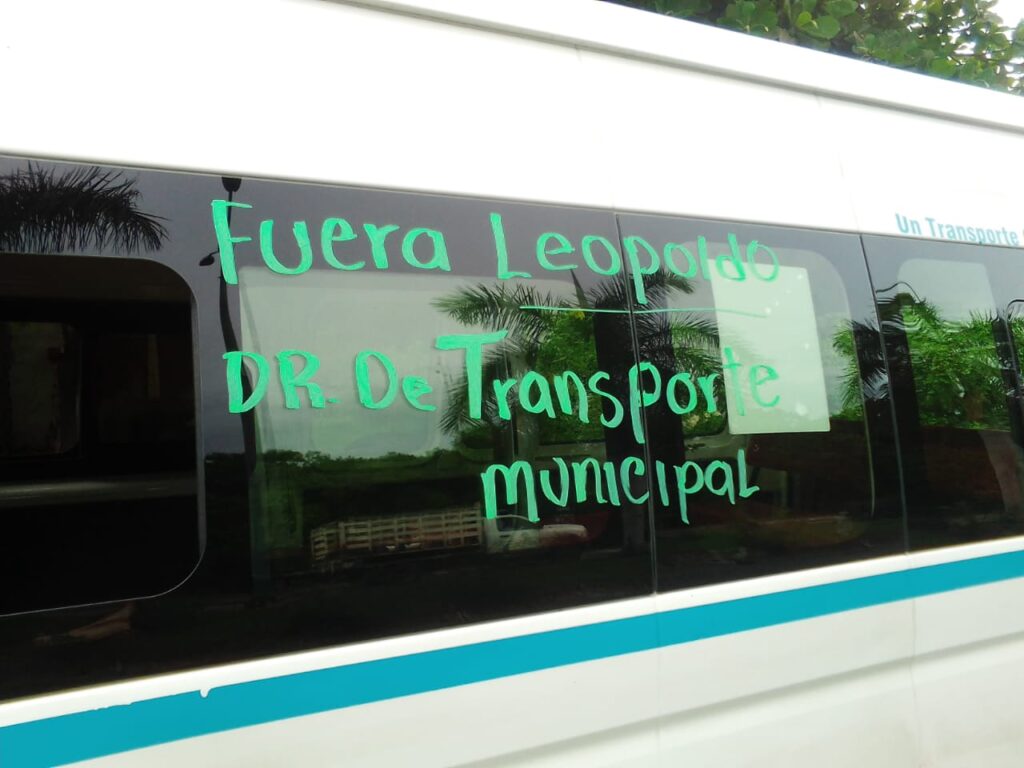 Un Transporte
Fuera Leopoldo
DR. De Transporte
municipal